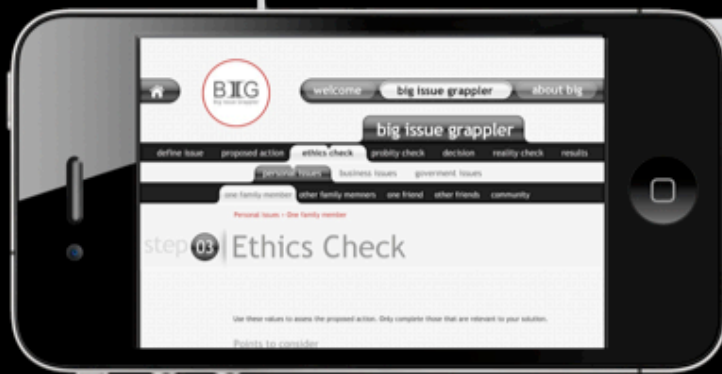 BIG
Big Issue Grappler
welcome big issue grappler about big
big issue grappler
define issue proposed action ethics check probity check decision reality check results
personal issues business issues goverment issues
one family member other family memners one friend other friends community
Personal issues > One family member
step 03 Ethics Check
Use these values to assess the proposed action. Only complete those that are relevant to your solution.
Points to consider